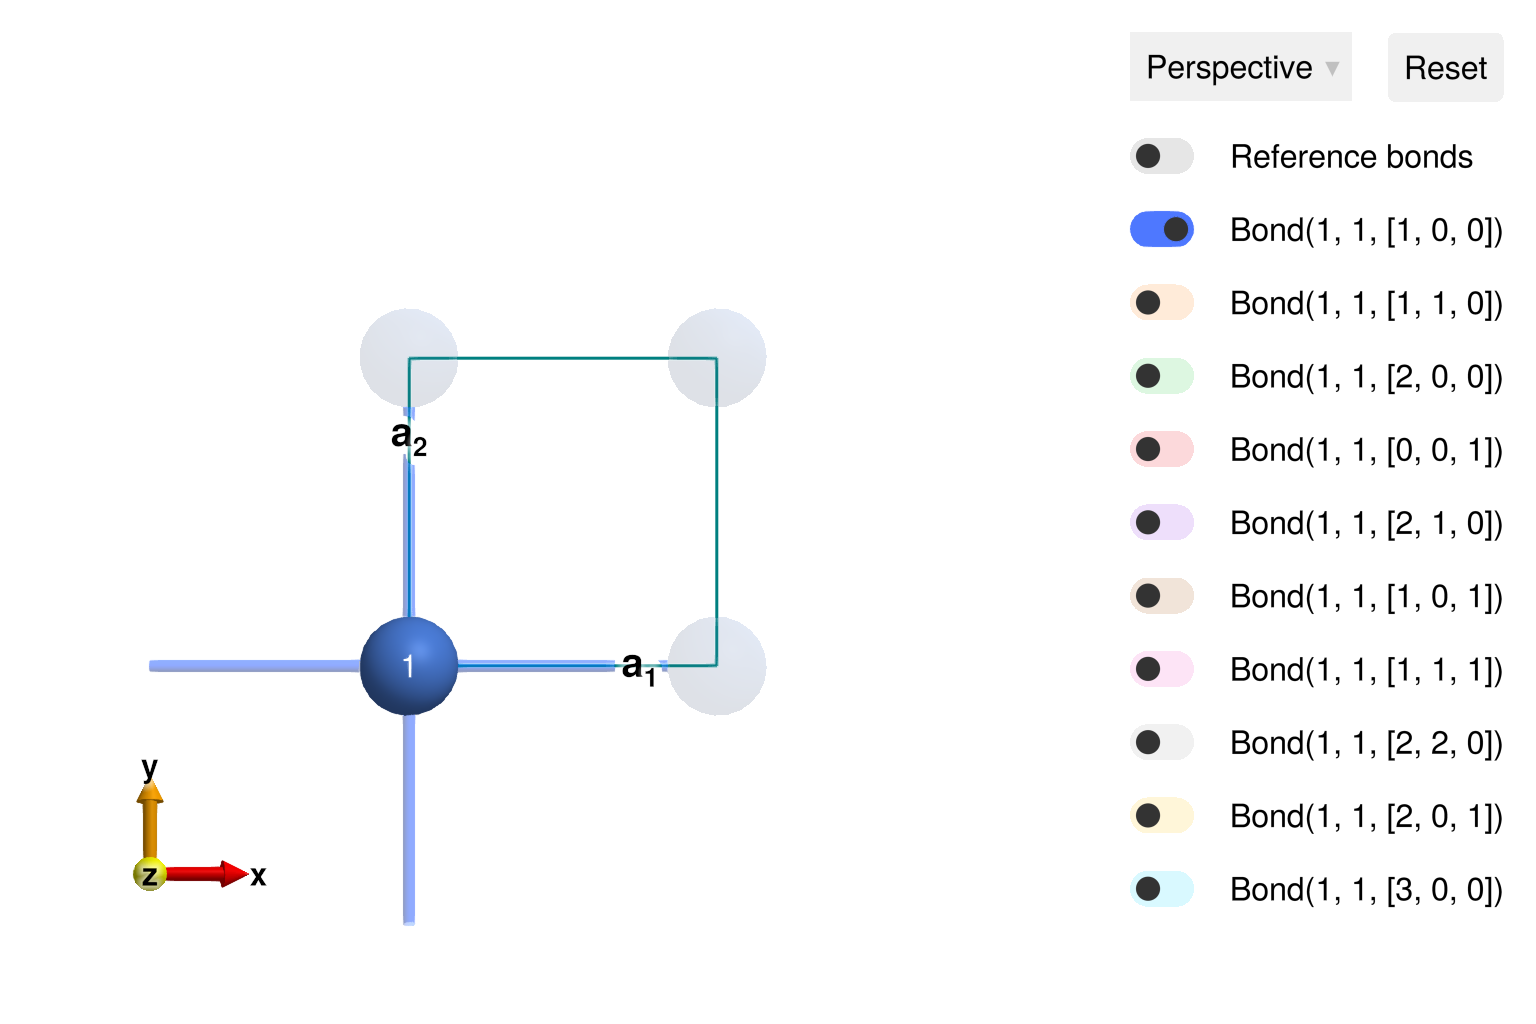 Perspective ▾
Reset
Reference bonds
Bond(1, 1, [1, 0, 0])
Bond(1, 1, [1, 1, 0])
Bond(1, 1, [2, 0, 0])
Bond(1, 1, [0, 0, 1])
Bond(1, 1, [2, 1, 0])
Bond(1, 1, [1, 0, 1])
Bond(1, 1, [1, 1, 1])
Bond(1, 1, [2, 2, 0])
Bond(1, 1, [2, 0, 1])
Bond(1, 1, [3, 0, 0])
a₂
1
a₁
y
z
x